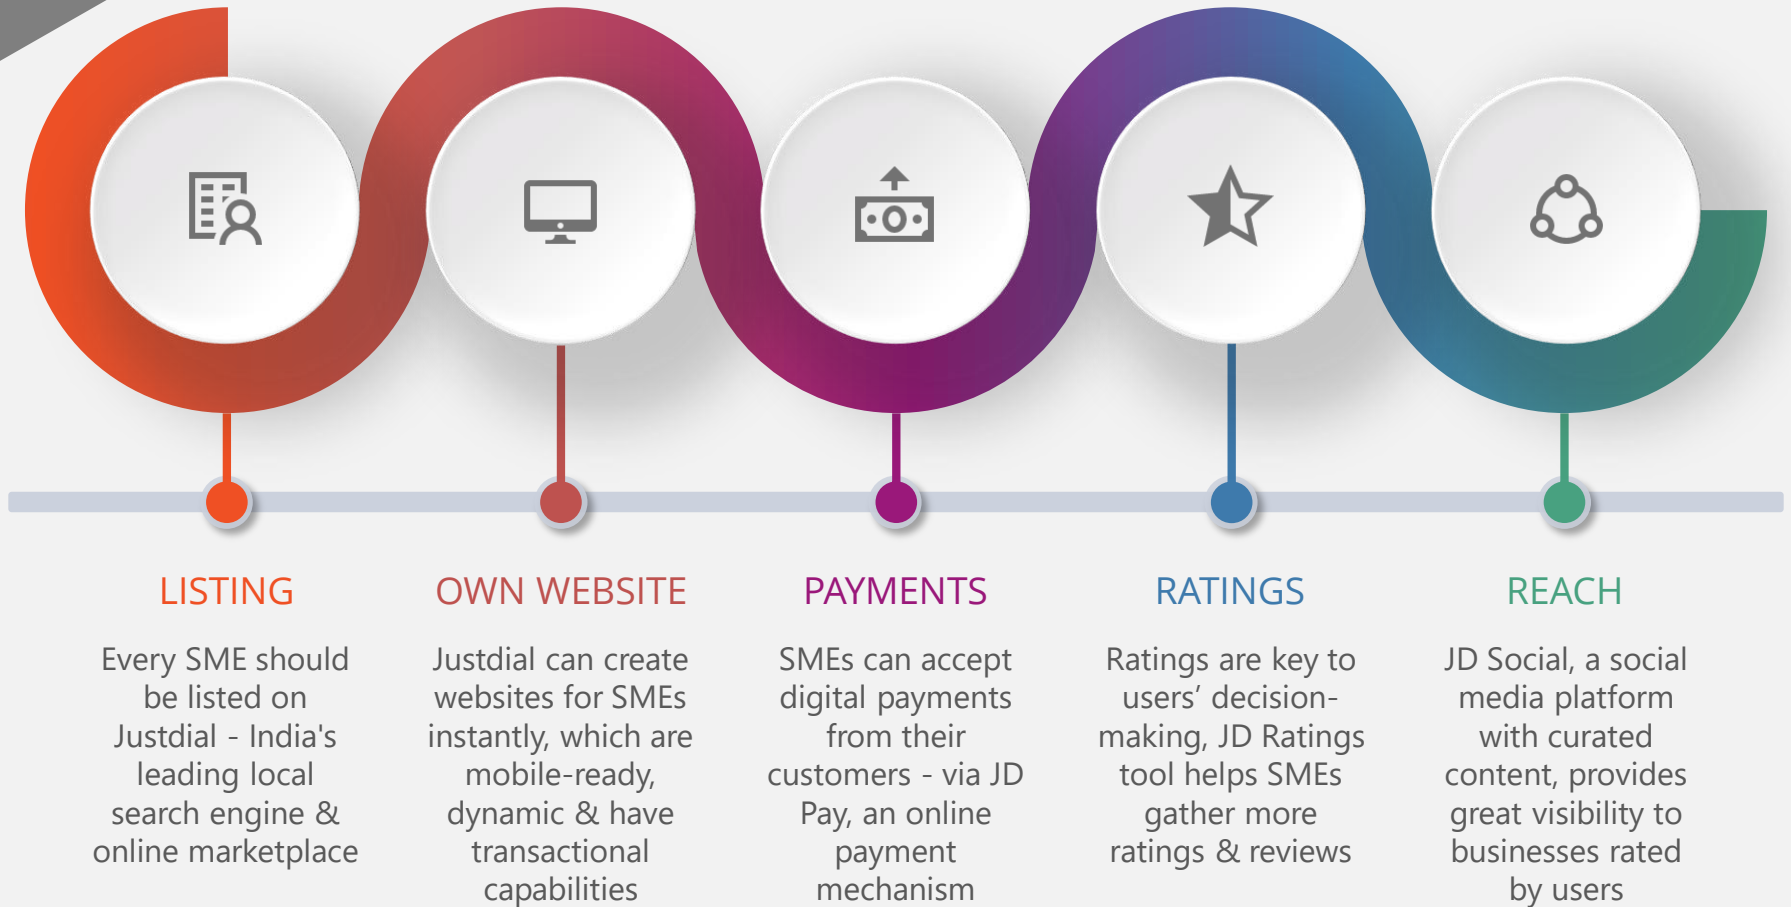 LISTING
Every SME should
be listed on
Justdial - India's
leading local
search engine &
online marketplace
OWN WEBSITE
Justdial can create
websites for SMEs
instantly, which are
mobile-ready,
dynamic & have
transactional
capabilities
PAYMENTS
SMEs can accept
digital payments
from their
customers - via JD
Pay, an online
payment
mechanism
RATINGS
Ratings are key to
users’ decision-
making, JD Ratings
tool helps SMEs
gather more
ratings & reviews
REACH
JD Social, a social
media platform
with curated
content, provides
great visibility to
businesses rated
by users